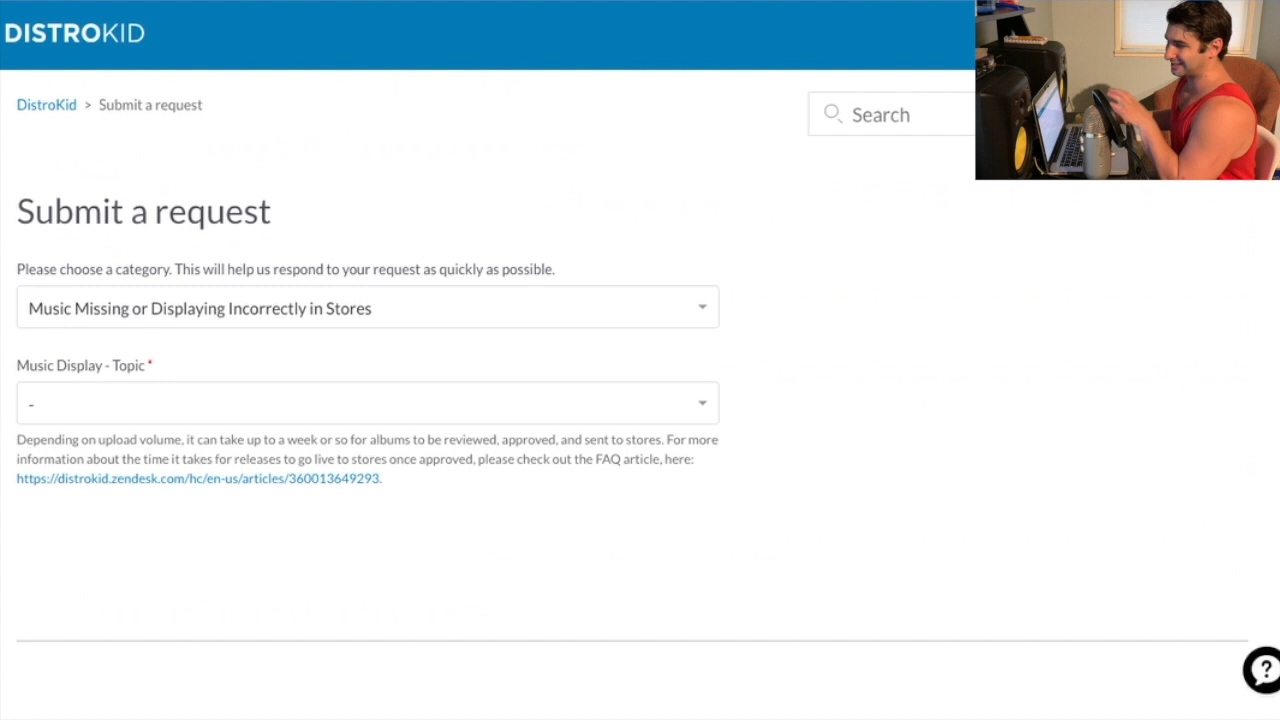 DISTROKID
DistroKid > Submit a request
Search
Submit a request
Please choose a category. This will help us respond to your request as quickly as possible.
Music Missing or Displaying Incorrectly in Stores
Music Display - Topic *
-
Depending on upload volume, it can take up to a week or so for albums to be reviewed, approved, and sent to stores. For more
information about the time it takes for releases to go live to stores once approved, please check out the FAQ article, here:
https://distrokid.zendesk.com/hc/en-us/articles/360013649293.
?